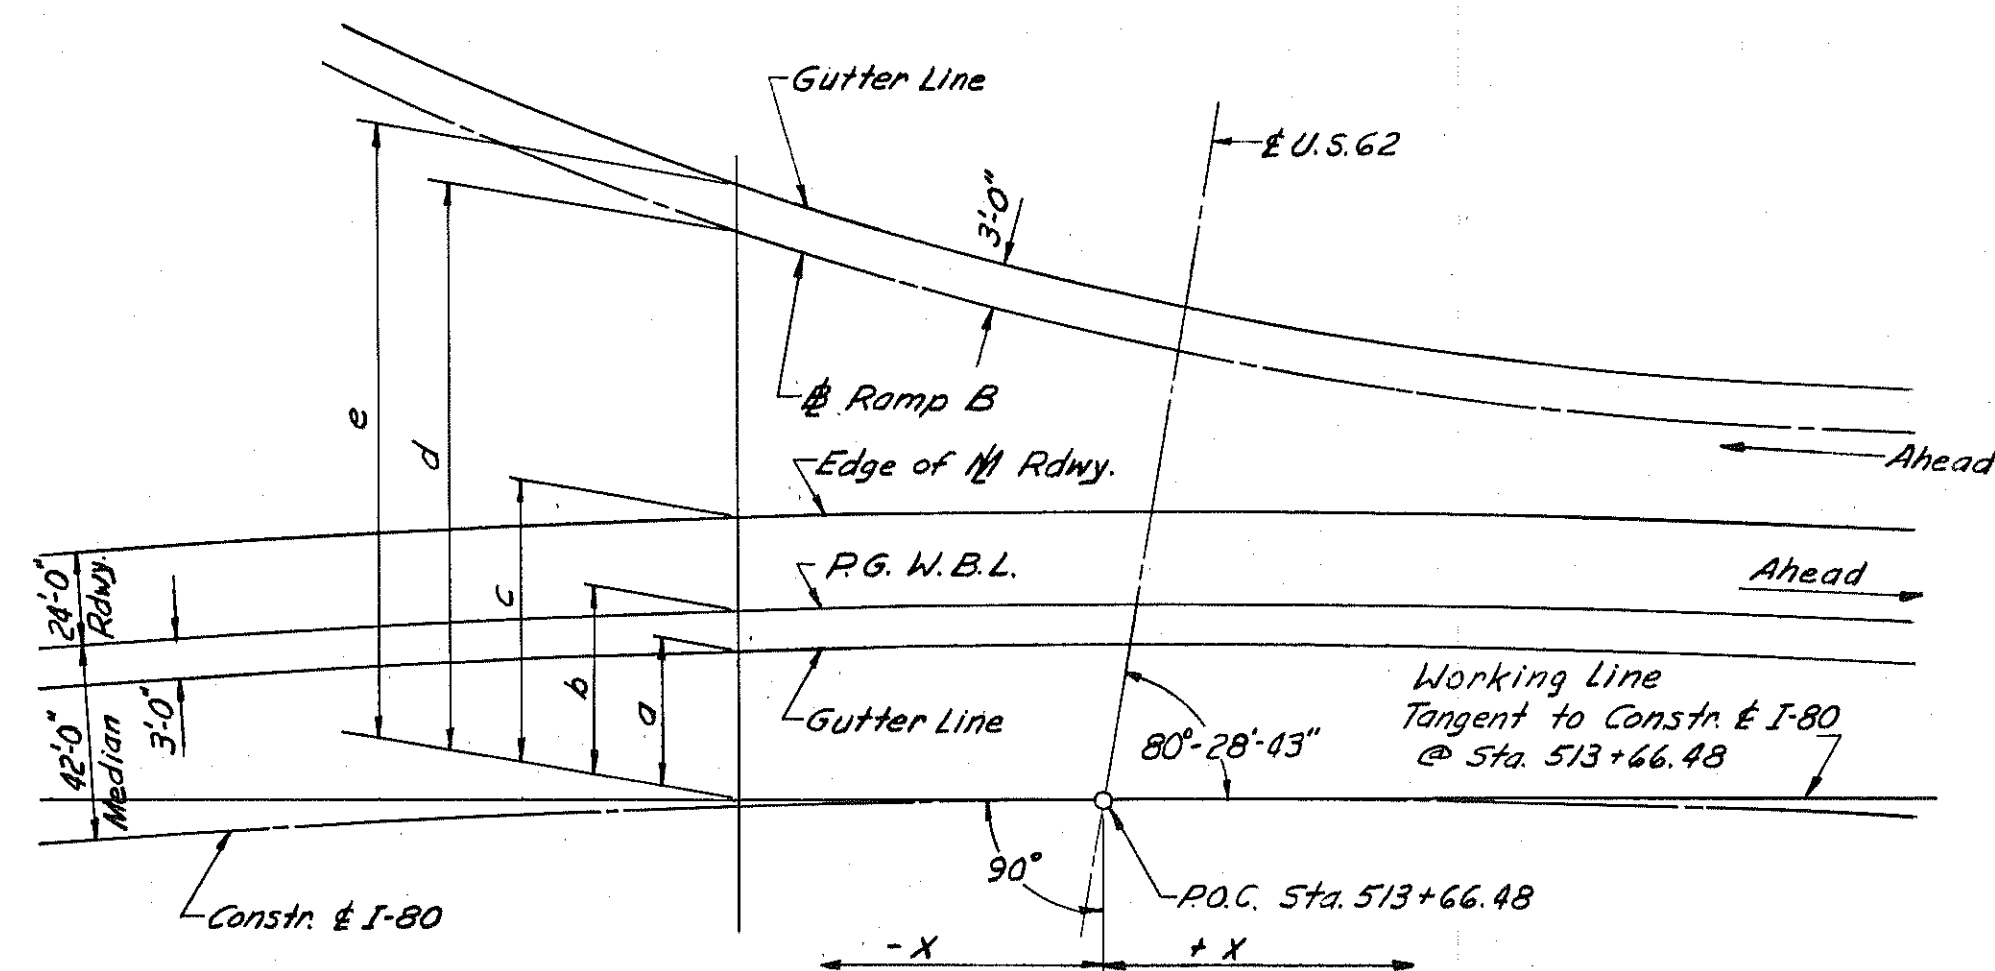 Gutter Line
℄ U.S. 62
3'-0"
℄ Ramp B
e
d
Edge of Rdwy.
Ahead
24'-0"
Rdwy.
c
P.G. W.B.L.
Ahead
3'-0"
42'-0"
Median
b
a
Gutter Line
80°-28'-43"
Working Line
Tangent to Constr. ℄ I-80
@ Sta. 513+66.48
90°
Constr. ℄ I-80
P.O.C. Sta. 513+66.48
- X
+ X